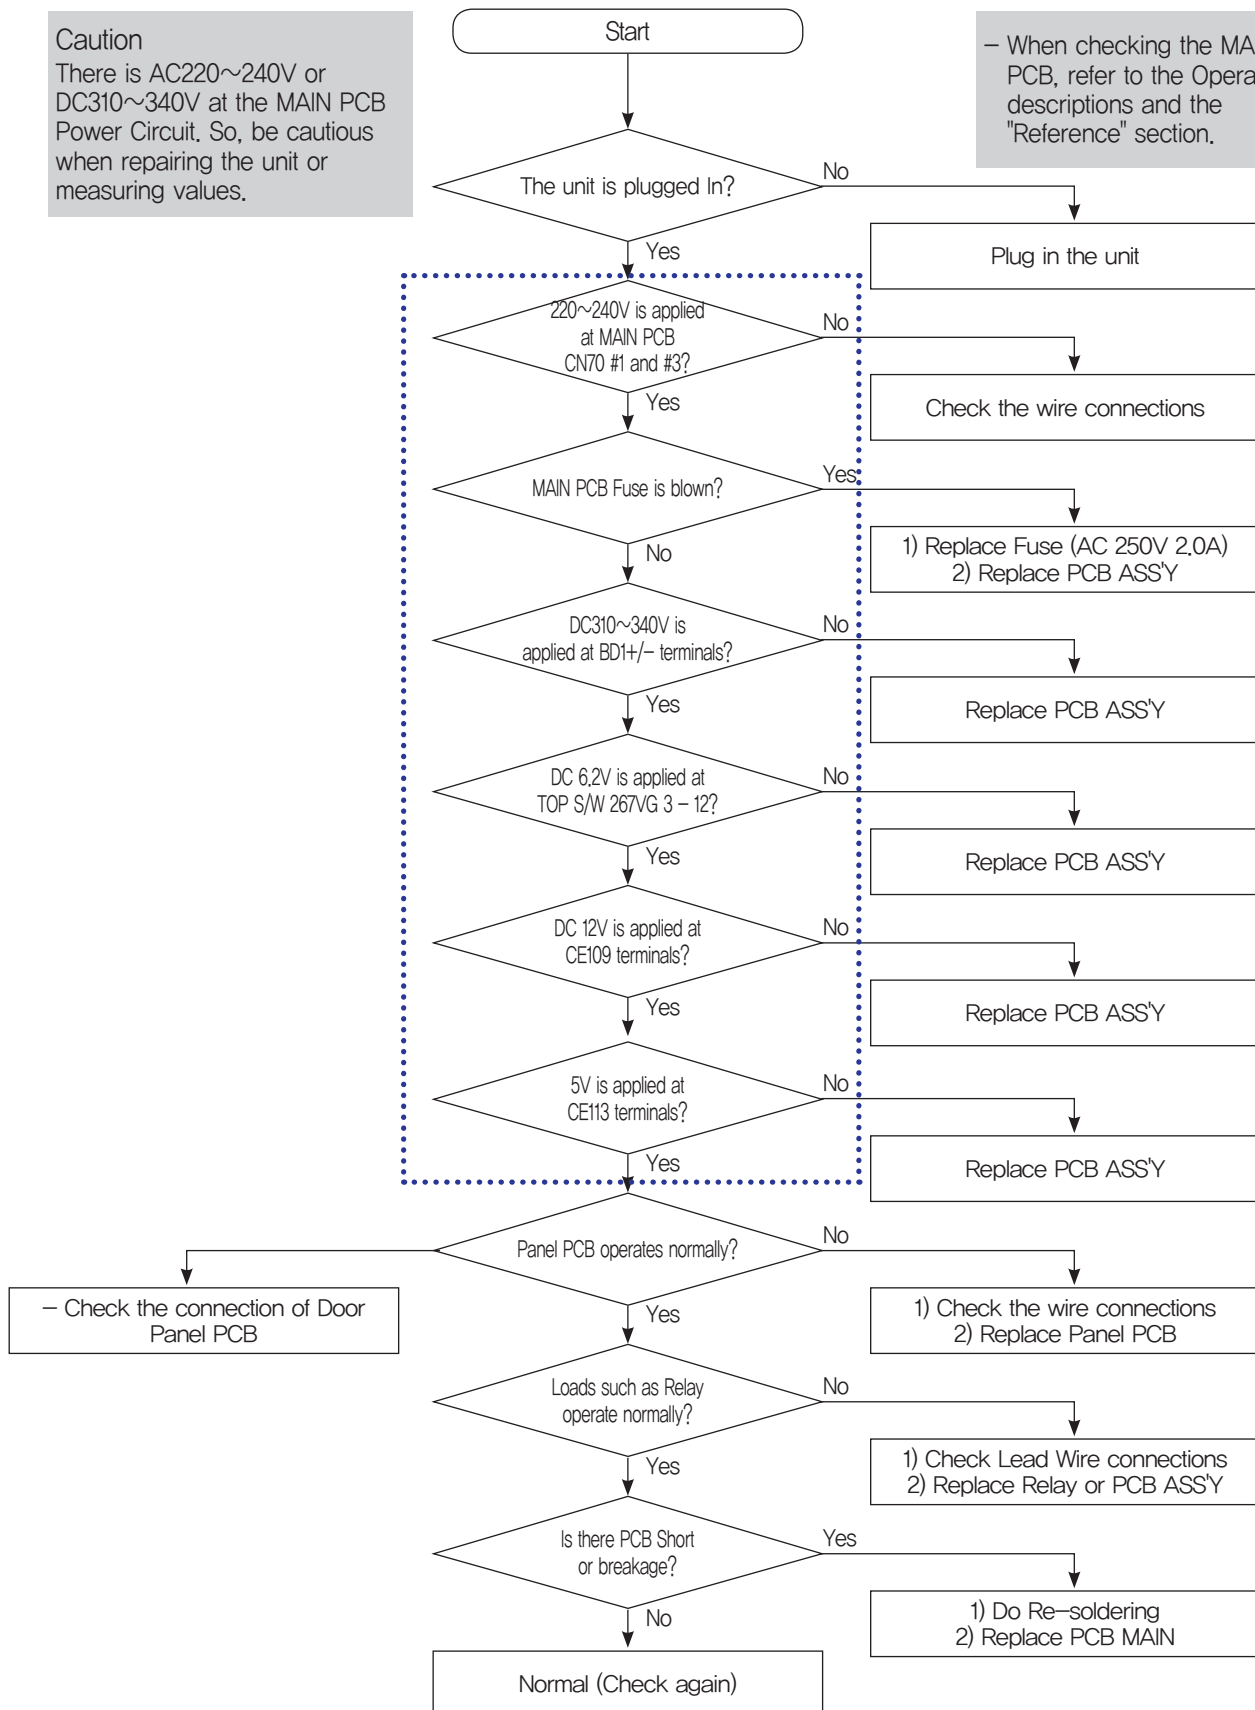 Start
Caution
There is AC220~240V or
DC310~340V at the MAIN PCB
Power Circuit. So, be cautious
when repairing the unit or
measuring values.
- When checking the MA
PCB, refer to the Opera
descriptions and the
"Reference" section.
The unit is plugged In?
No
Yes
Plug in the unit
220~240V is applied
at MAIN PCB
CN70 #1 and #3?
No
Yes
Check the wire connections
MAIN PCB Fuse is blown?
Yes
No
1) Replace Fuse (AC 250V 2.0A)
2) Replace PCB ASS'Y
DC310~340V is
applied at BD1+/- terminals?
No
Yes
Replace PCB ASS'Y
DC 6.2V is applied at
TOP S/W 267VG 3 - 12?
No
Yes
Replace PCB ASS'Y
DC 12V is applied at
CE109 terminals?
No
Yes
Replace PCB ASS'Y
5V is applied at
CE113 terminals?
No
Yes
Replace PCB ASS'Y
Panel PCB operates normally?
No
Yes
- Check the connection of Door
Panel PCB
1) Check the wire connections
2) Replace Panel PCB
Loads such as Relay
operate normally?
No
Yes
1) Check Lead Wire connections
2) Replace Relay or PCB ASS'Y
Is there PCB Short
or breakage?
Yes
No
1) Do Re-soldering
2) Replace PCB MAIN
Normal (Check again)